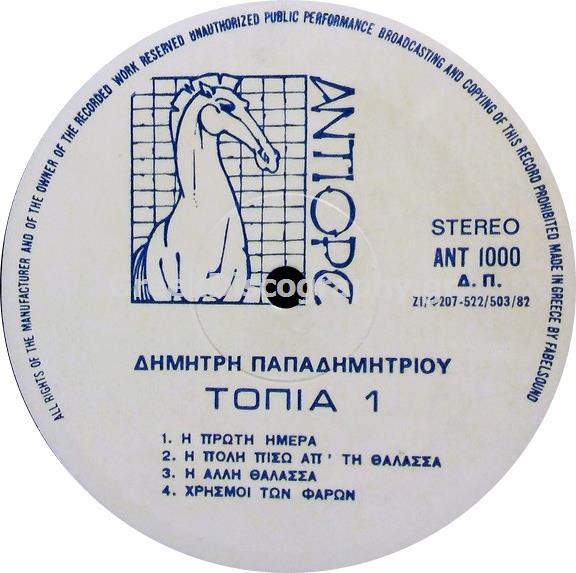 ALL RIGHTS OF THE MANUFACTURER AND OF THE OWNER OF THE RECORDED WORK RESERVED UNAUTHORIZED PUBLIC PERFORMANCE BROADCASTING AND COPYING OF THIS RECORD PROHIBITED MADE IN GREECE BY FABELSOUND
ΑΝΤΙΟΡΕ
STEREO
ANT 1000
Δ. Π.
ΔΗΜΗΤΡΗ ΠΑΠΑΔΗΜΗΤΡΙΟΥ
ΤΟΠΙΑ 1
1. Η ΠΡΩΤΗ ΗΜΕΡΑ
2. Η ΠΟΛΗ ΠΙΣΩ ΑΠ' ΤΗ ΘΑΛΑΣΣΑ
3. Η ΑΛΛΗ ΘΑΛΑΣΣΑ
4. ΧΡΗΣΜΟΙ ΤΩΝ ΦΑΡΩΝ